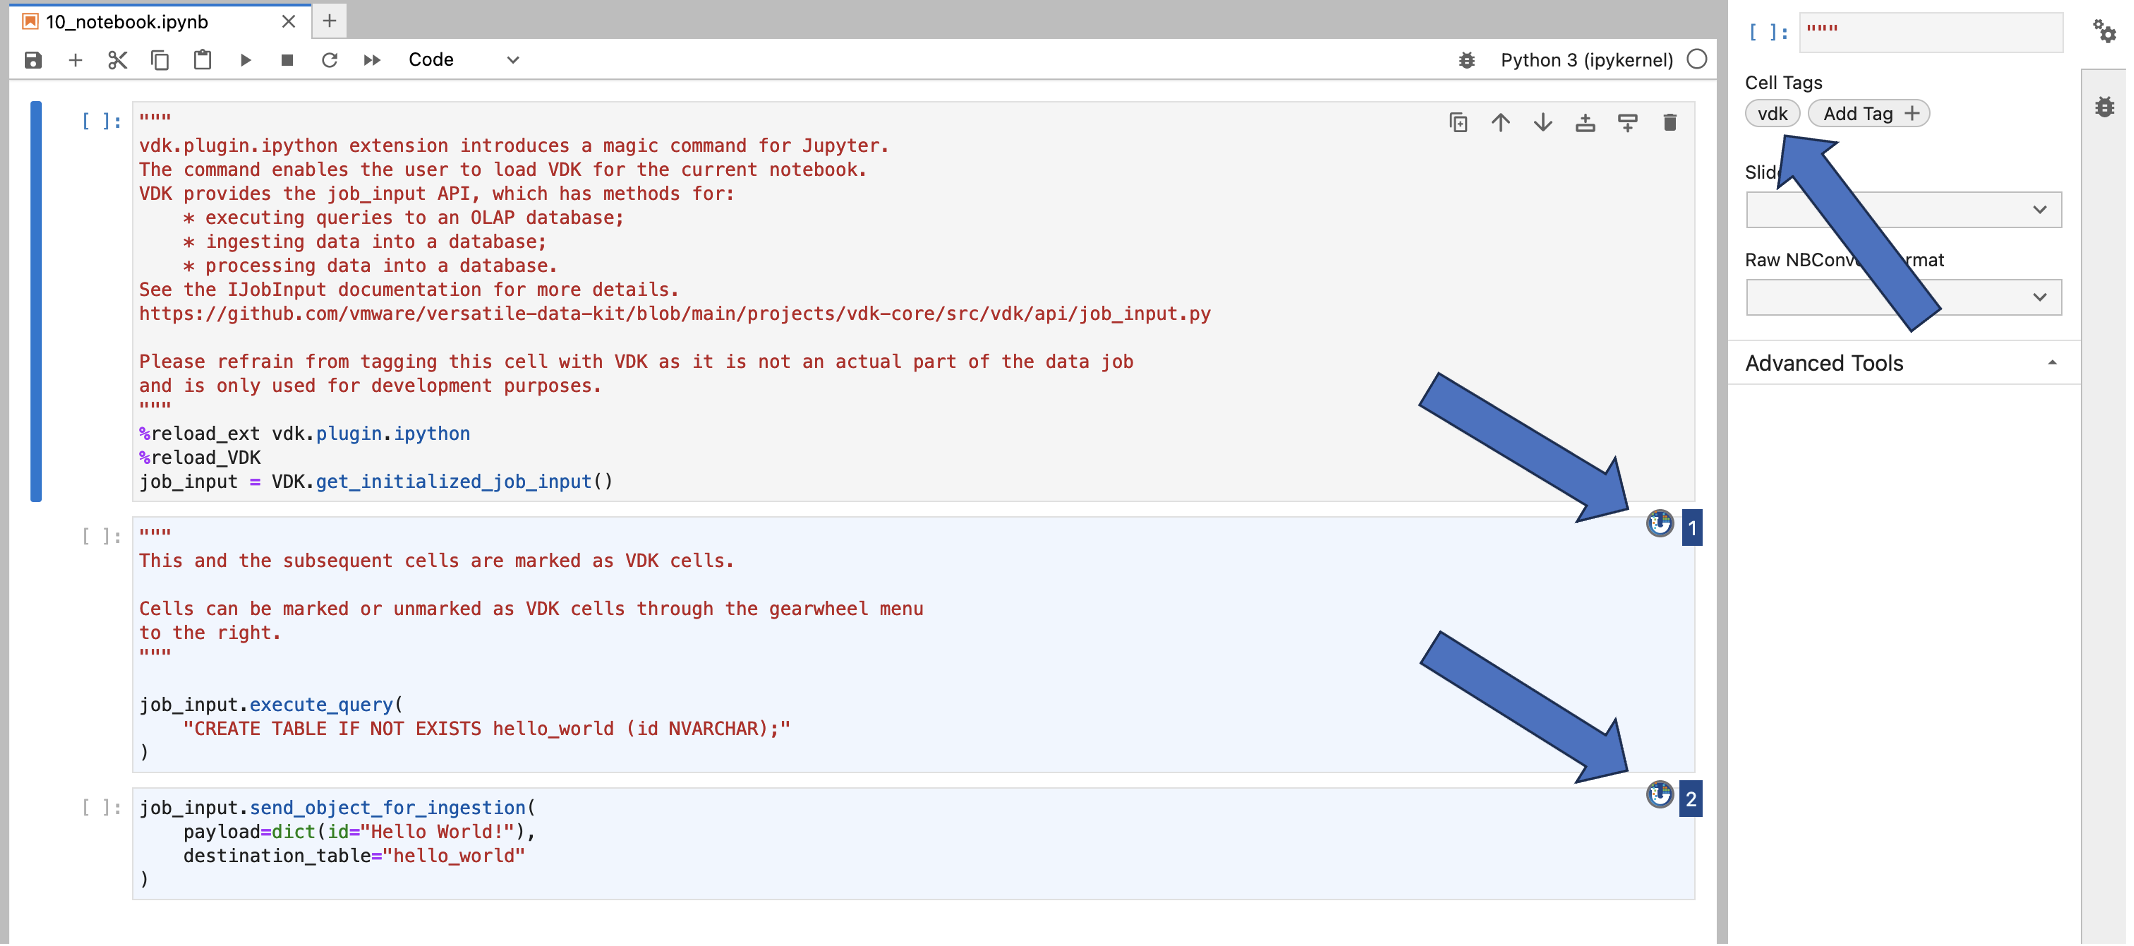 10_notebook.ipynb
Code
Python 3 (ipykernel)
[ ]:
"""
vdk.plugin.ipython extension introduces a magic command for Jupyter.
The command enables the user to load VDK for the current notebook.
VDK provides the job_input API, which has methods for:
    * executing queries to an OLAP database;
    * ingesting data into a database;
    * processing data into a database.
See the IJobInput documentation for more details.
https://github.com/vmware/versatile-data-kit/blob/main/projects/vdk-core/src/vdk/api/job_input.py

Please refrain from tagging this cell with VDK as it is not an actual part of the data job
and is only used for development purposes.
"""
%reload_ext vdk.plugin.ipython
%reload_VDK
job_input = VDK.get_initialized_job_input()
1
[ ]:
"""
This and the subsequent cells are marked as VDK cells.

Cells can be marked or unmarked as VDK cells through the gearwheel menu
to the right.
"""

job_input.execute_query(
    "CREATE TABLE IF NOT EXISTS hello_world (id NVARCHAR);"
)
2
[ ]:
job_input.send_object_for_ingestion(
    payload=dict(id="Hello World!"),
    destination_table="hello_world"
)
[ ]:
"""
Cell Tags
vdk
Add Tag +
Raw
Advanced Tools